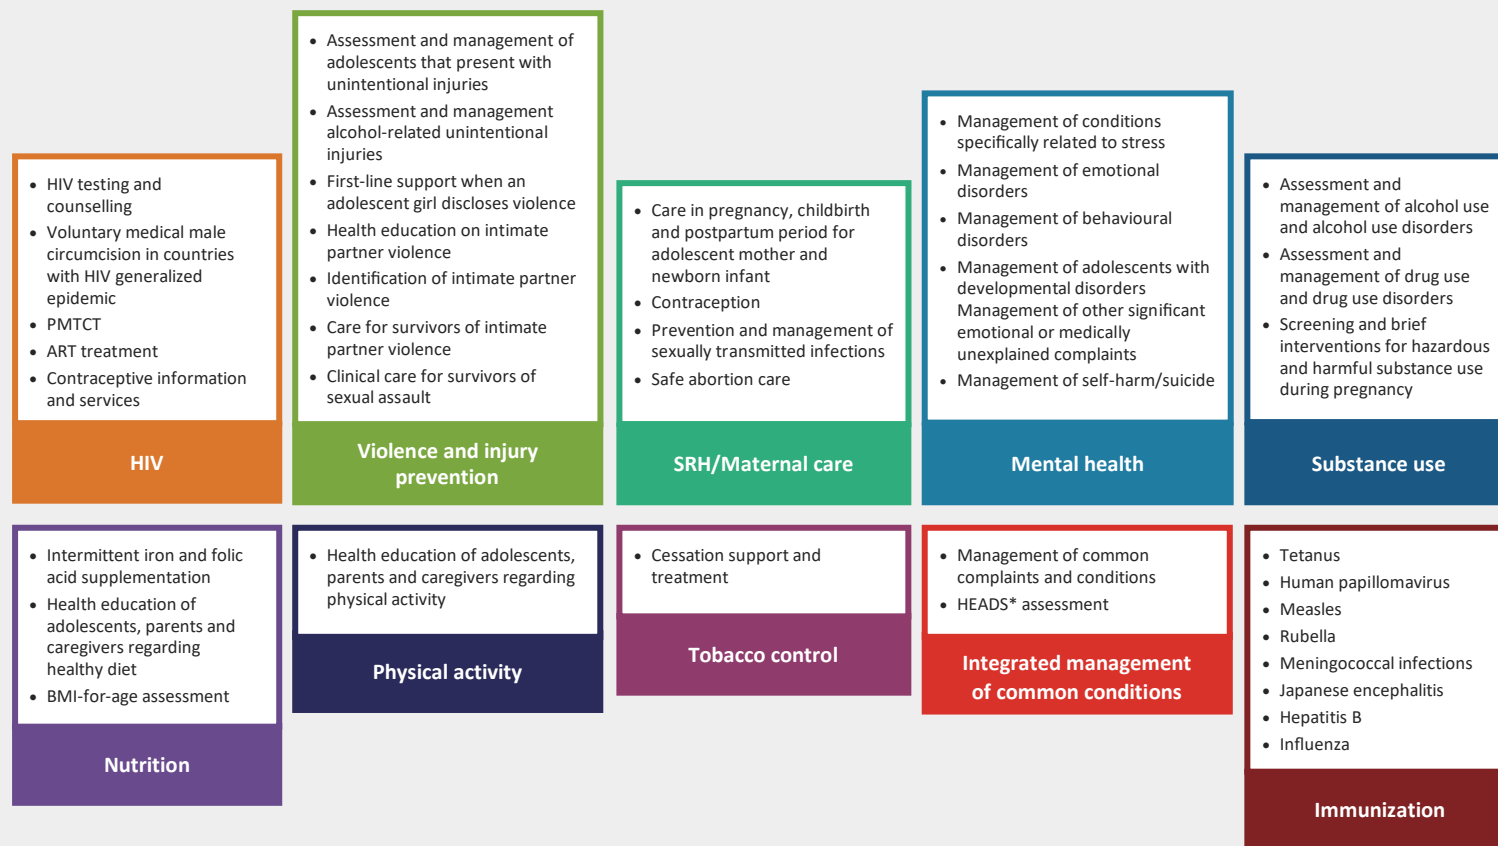 • HIV testing and
counselling
• Voluntary medical male
circumcision in countries
with HIV generalized
epidemic
• PMTCT
• ART treatment
• Contraceptive information
and services
HIV
• Assessment and management of
adolescents that present with
unintentional injuries
• Assessment and management
alcohol-related unintentional
injuries
• First-line support when an
adolescent girl discloses violence
• Health education on intimate
partner violence
• Identification of intimate partner
violence
• Care for survivors of intimate
partner violence
• Clinical care for survivors of
sexual assault
Violence and injury
prevention
• Care in pregnancy, childbirth
and postpartum period for
adolescent mother and
newborn infant
• Contraception
• Prevention and management of
sexually transmitted infections
• Safe abortion care
SRH/Maternal care
• Management of conditions
specifically related to stress
• Management of emotional
disorders
• Management of behavioural
disorders
• Management of adolescents with
developmental disorders
Management of other significant
emotional or medically
unexplained complaints
• Management of self-harm/suicide
Mental health
• Assessment and
management of alcohol use
and alcohol use disorders
• Assessment and
management of drug use
and drug use disorders
• Screening and brief
interventions for hazardous
and harmful substance use
during pregnancy
Substance use
• Intermittent iron and folic
acid supplementation
• Health education of
adolescents, parents and
caregivers regarding
healthy diet
• BMI-for-age assessment
Nutrition
• Health education of adolescents,
parents and caregivers regarding
physical activity
Physical activity
• Cessation support and
treatment
Tobacco control
• Management of common
complaints and conditions
• HEADS* assessment
Integrated management
of common conditions
• Tetanus
• Human papillomavirus
• Measles
• Rubella
• Meningococcal infections
• Japanese encephalitis
• Hepatitis B
• Influenza
Immunization